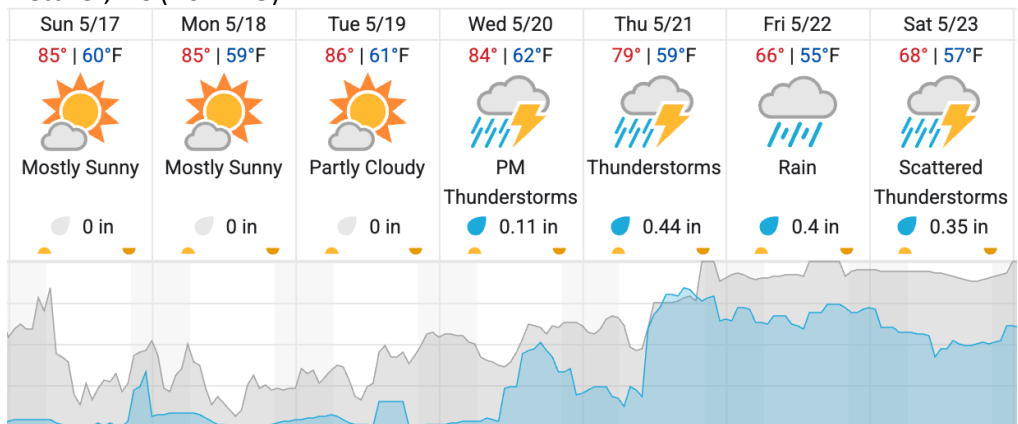 Sun 5/17 Mon 5/18 Tue 5/19 Wed 5/20 Thu 5/21 Fri 5/22 Sat 5/23
85° | 60°F 85° | 59°F 86° | 61°F 84° | 62°F 79° | 59°F 66° | 55°F 68° | 57°F
Mostly Sunny Mostly Sunny Partly Cloudy PM Thunderstorms Rain Scattered
Thunderstorms Thunderstorms
0 in 0 in 0 in 0.11 in 0.44 in 0.4 in 0.35 in